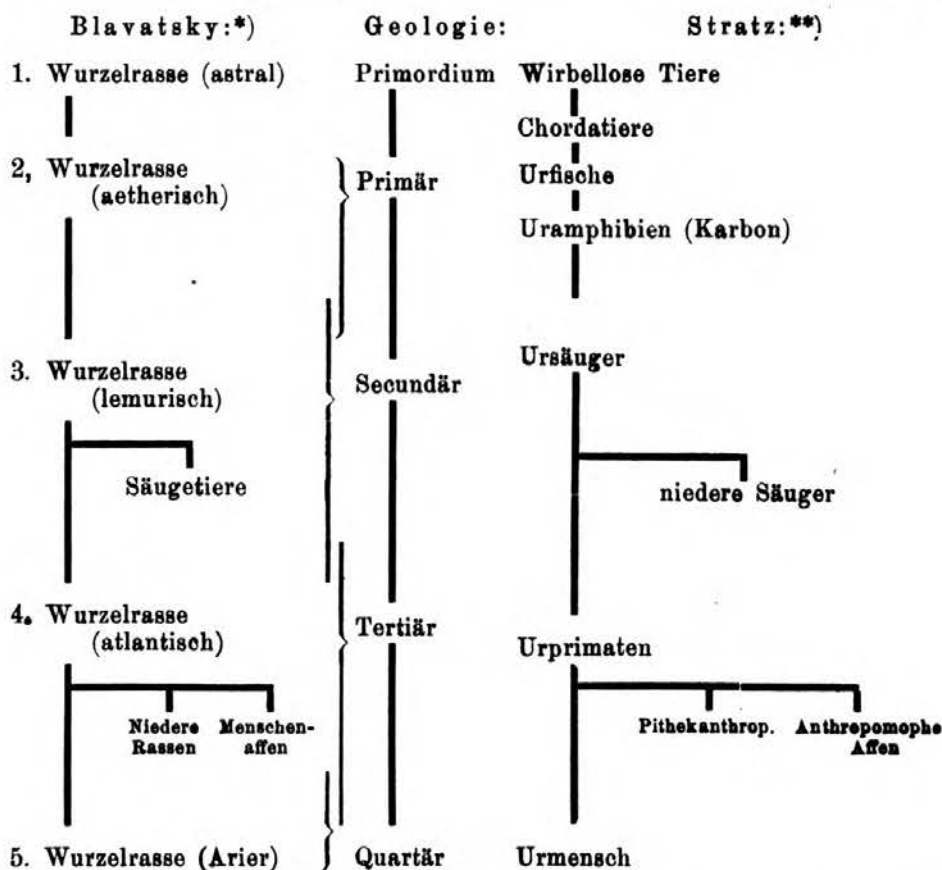 Blavatsky:*) Geologie: Stratz:**)
1. Wurzelrasse (astral) Primordium Wirbellose Tiere
Chordatiere
2, Wurzelrasse Primär Urfische
(aetherisch)
Uramphibien (Karbon)
3. Wurzelrasse Secundär Ursäuger
(lemurisch)
Säugetiere niedere Säuger
4. Wurzelrasse Tertiär Urprimaten
(atlantisch)
Niedere Menschen- Pithekanthrop. Anthropomophe
Rassen affen Affen
5. Wurzelrasse (Arier) Quartär Urmensch